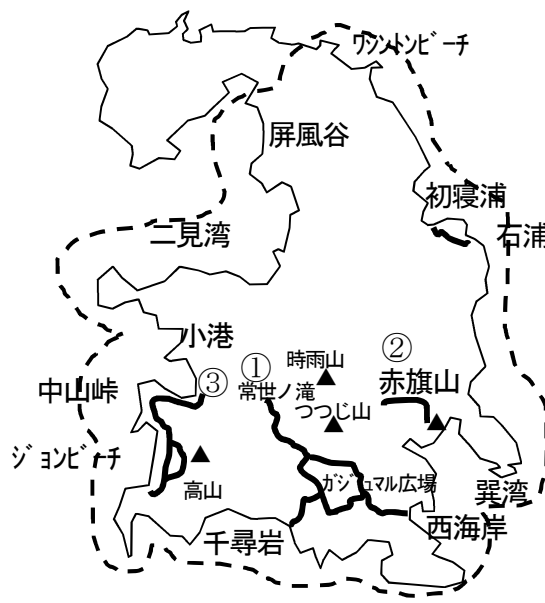 ワシントンビーチ
屏風谷
初寝浦
二見湾
石浦
小港
時雨山
②
①
③
常世ノ滝
赤旗山
中山峠
つつじ山
ジョンビーチ
高山
ガジュマル広場
巽湾
西海岸
千尋岩